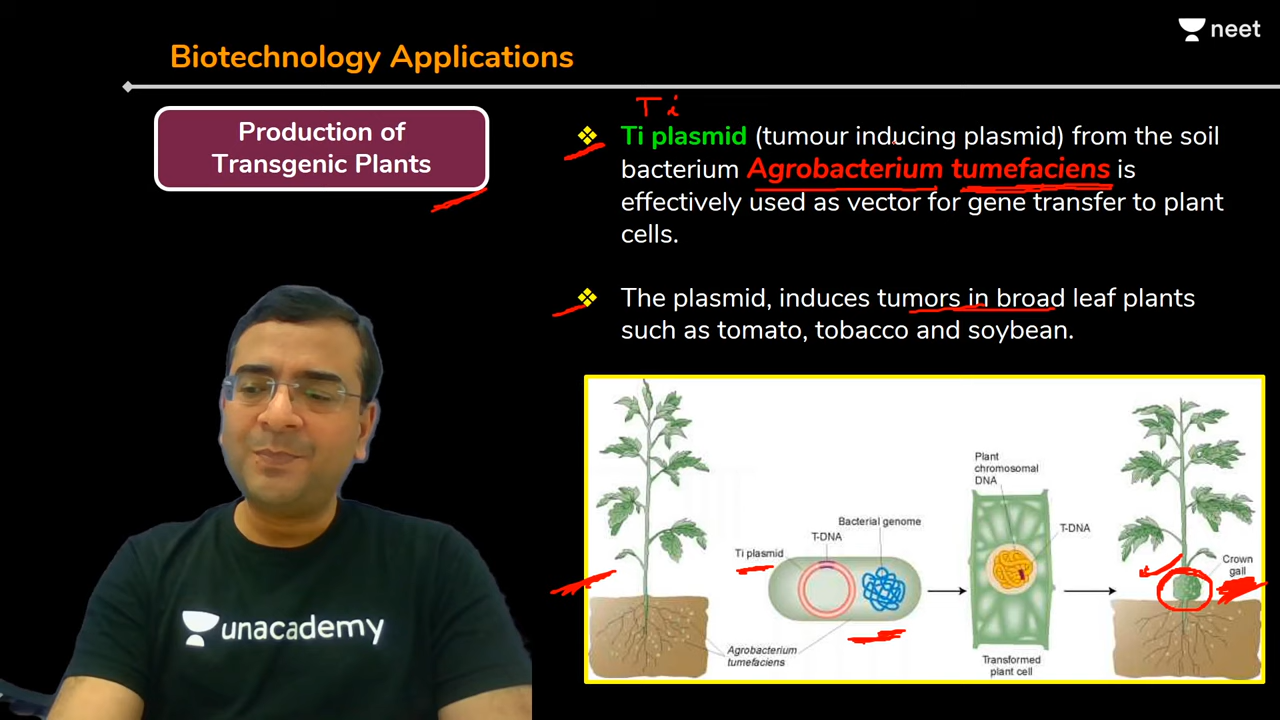 neet
Biotechnology Applications
Production of
Transgenic Plants
Ti
Ti plasmid (tumour inducing plasmid) from the soil
bacterium Agrobacterium tumefaciens is
effectively used as vector for gene transfer to plant
cells.
The plasmid, induces tumors in broad leaf plants
such as tomato, tobacco and soybean.
Plant
chromosomal
DNA
Bacterial genome
T-DNA
T-DNA
Ti plasmid
Crown
gall
Agrobacterium
tumefaciens
Transformed
plant cell
unacademy